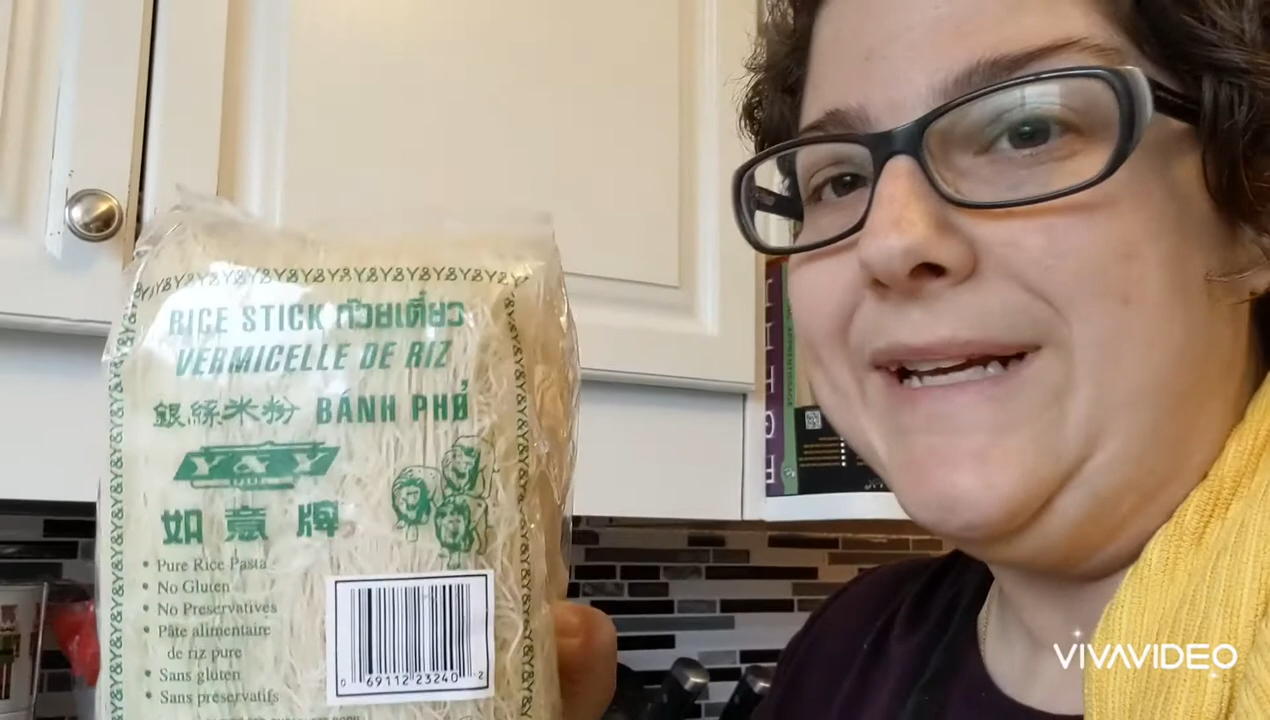 RICE STICK ก๋วยเตี๋ยว
VERMICELLE DE RIZ
銀絲米粉 BÁNH PHỞ
Y & Y
如意牌
• Pure Rice Pasta
• No Gluten
• No Preservatives
• Pâte alimentaire
de riz pure
• Sans gluten
• Sans preservatifs
0 69112 23240 2
VIVAVIDEO